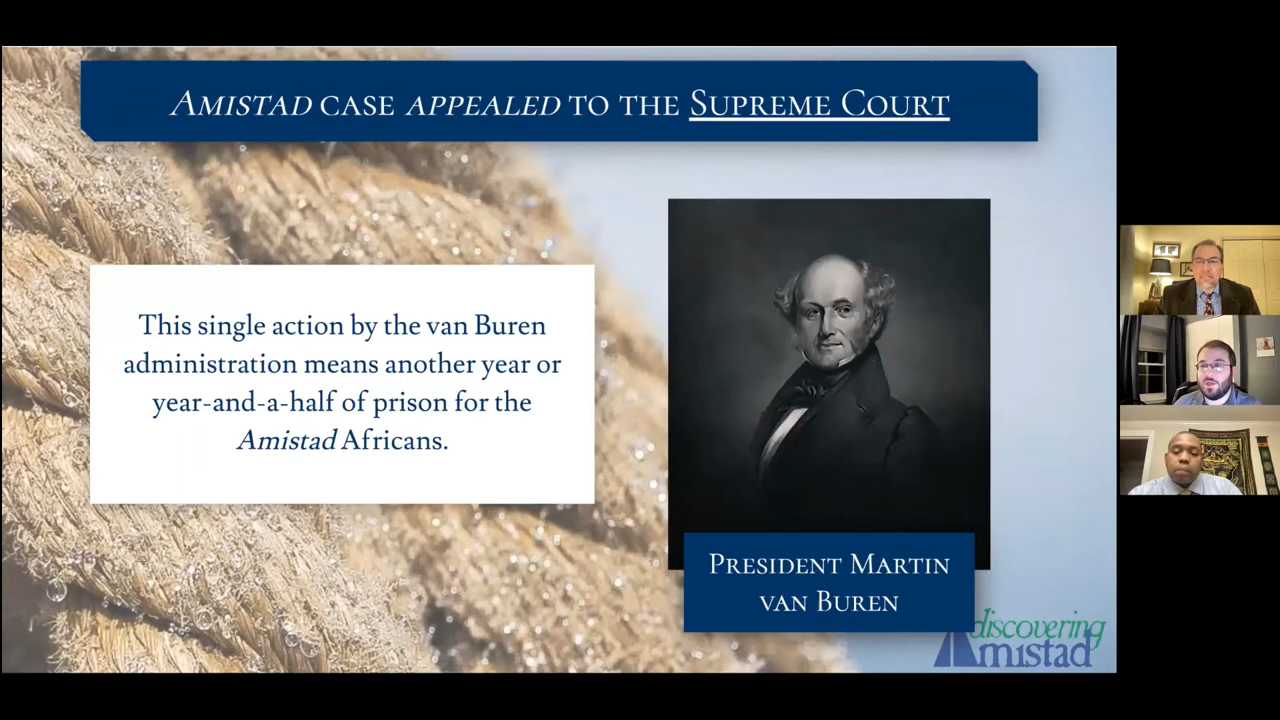 AMISTAD CASE APPEALED TO THE SUPREME COURT
This single action by the van Buren
administration means another year or
year-and-a-half of prison for the
Amistad Africans.
PRESIDENT MARTIN
VAN BUREN
discovering
Amistad